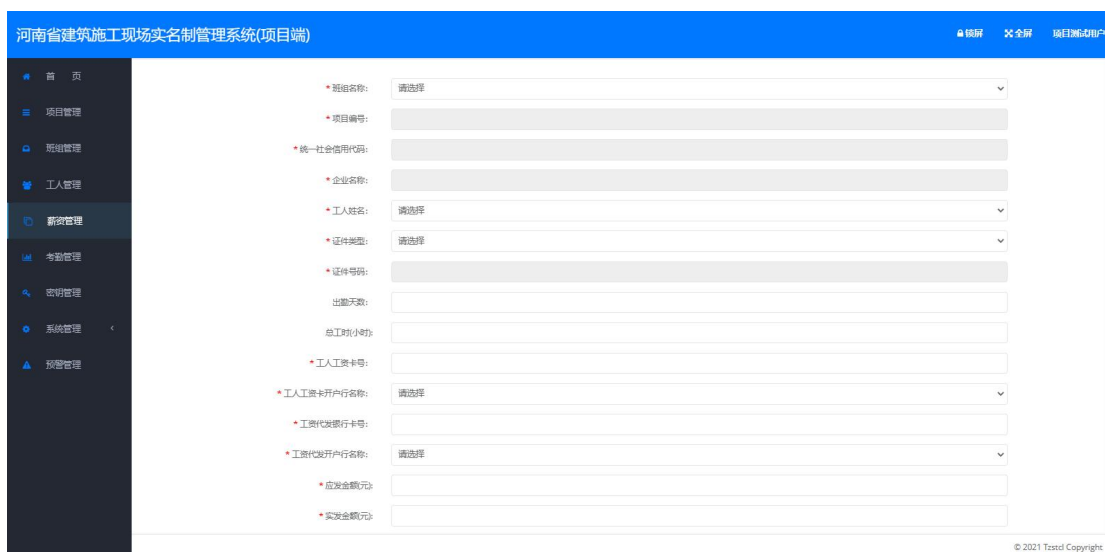 河南省建筑施工现场实名制管理系统(项目端)
锁屏 全屏 项目测试用户
首 页
项目管理
班组管理
工人管理
薪资管理
考勤管理
密钥管理
系统管理
预警管理
* 班组名称: 请选择
* 项目编号:
* 统一社会信用代码:
* 企业名称:
* 工人姓名: 请选择
* 证件类型: 请选择
* 证件号码:
出勤天数:
总工时(小时):
* 工人工资卡号:
* 工人工资卡开户行名称: 请选择
* 工资代发银行卡号:
* 工资代发开户行名称: 请选择
* 应发金额(元):
* 实发金额(元):
© 2021 Tzstcl Copyright